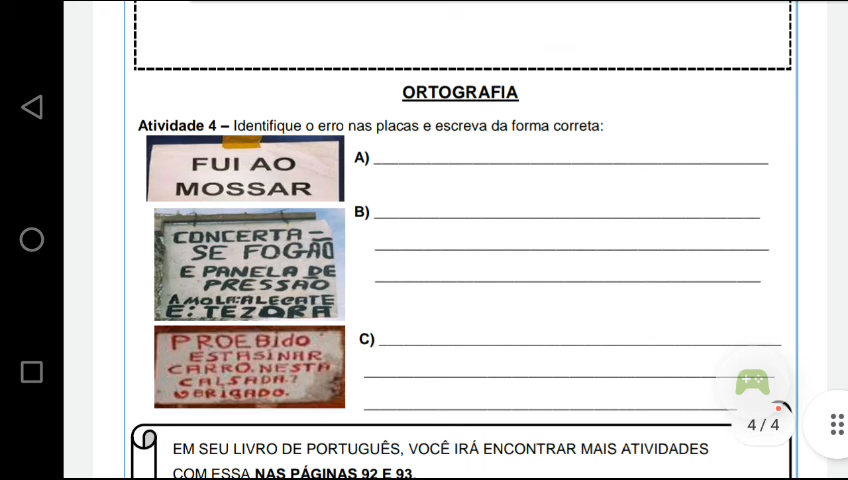 ORTOGRAFIA
Atividade 4 – Identifique o erro nas placas e escreva da forma correta:
FUI AO
MOSSAR
A)
B)
CONCERTA –
SE FOGÃO
E PANELA DE
PRESSÃO
AMOLA:ALECATE
E: TEZORA
PROEBIdO
ESTASINAR
CARRO. NESTA
CALSADA.?
OBRIGADO.
C)
4 / 4
EM SEU LIVRO DE PORTUGUÊS, VOCÊ IRÁ ENCONTRAR MAIS ATIVIDADES
COM ESSA NAS PÁGINAS 92 E 93.